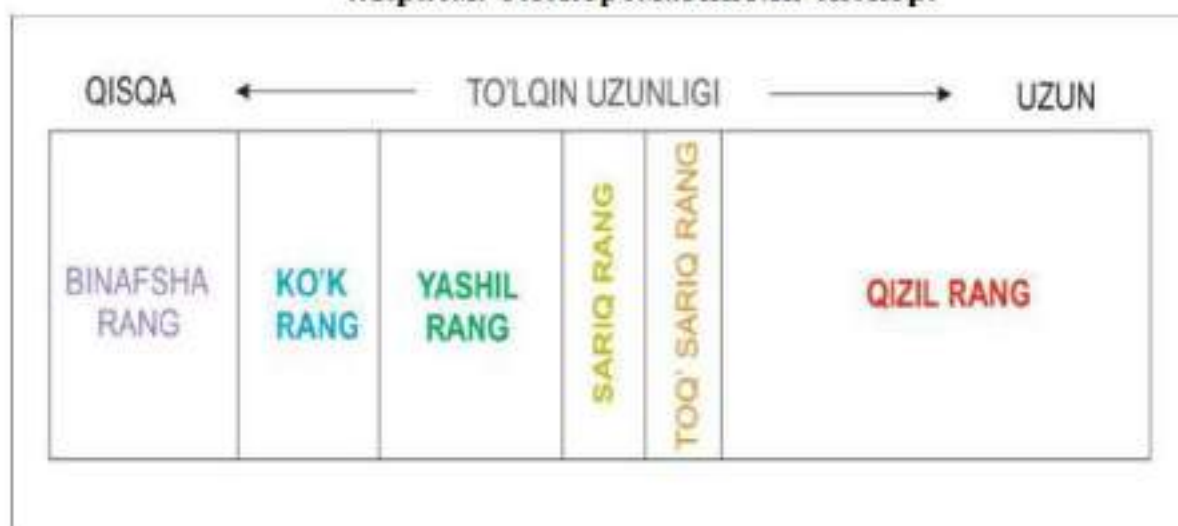 QISQA TO'LQIN UZUNLIGI UZUN
BINAFSHA
RANG
KO'K
RANG
YASHIL
RANG
SARIQ RANG
TOQ' SARIQ RANG
QIZIL RANG